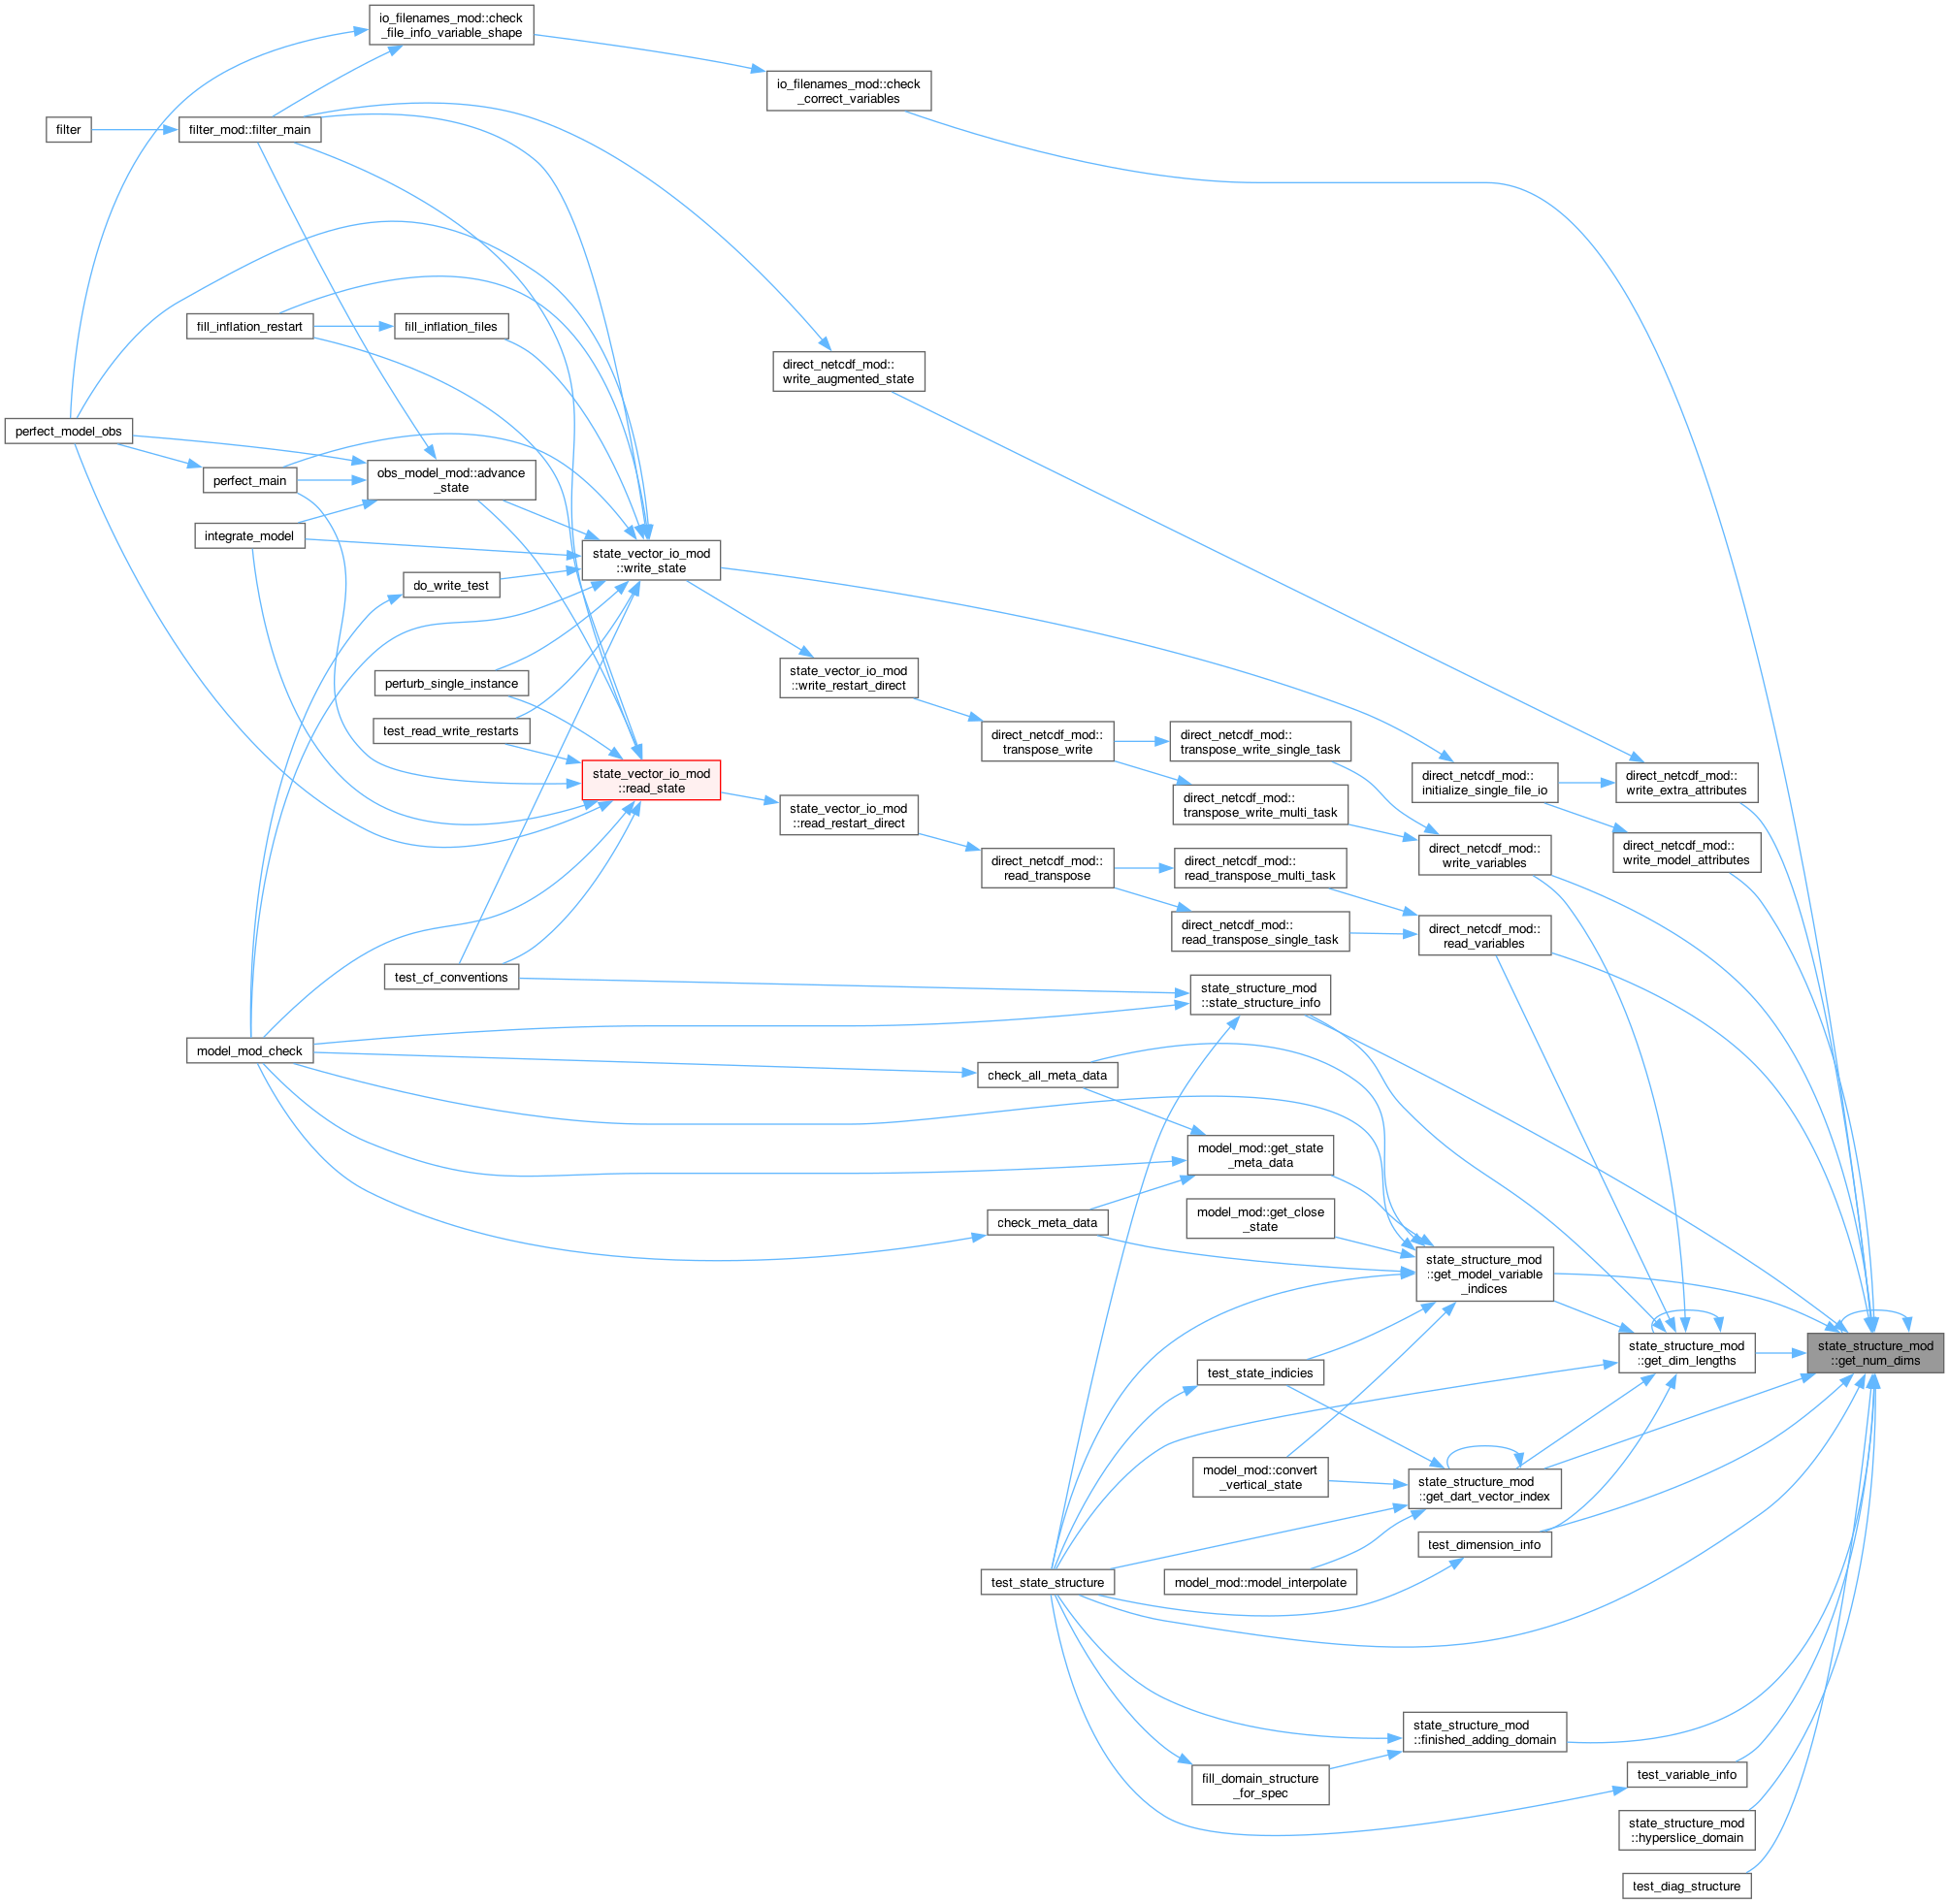 io_filenames_mod::check
_file_info_variable_shape
io_filenames_mod::check
_correct_variables
filter
filter_mod::filter_main
fill_inflation_restart
fill_inflation_files
direct_netcdf_mod::
write_augmented_state
perfect_model_obs
perfect_main
obs_model_mod::advance
_state
integrate_model
state_vector_io_mod
::write_state
do_write_test
perturb_single_instance
state_vector_io_mod
::write_restart_direct
test_read_write_restarts
direct_netcdf_mod::
transpose_write
direct_netcdf_mod::
transpose_write_single_task
state_vector_io_mod
::read_state
direct_netcdf_mod::
initialize_single_file_io
direct_netcdf_mod::
write_extra_attributes
state_vector_io_mod
::read_restart_direct
direct_netcdf_mod::
transpose_write_multi_task
direct_netcdf_mod::
write_variables
direct_netcdf_mod::
write_model_attributes
direct_netcdf_mod::
read_transpose
direct_netcdf_mod::
read_transpose_multi_task
direct_netcdf_mod::
read_transpose_single_task
direct_netcdf_mod::
read_variables
test_cf_conventions
state_structure_mod
::state_structure_info
model_mod_check
check_all_meta_data
model_mod::get_state
_meta_data
check_meta_data
model_mod::get_close
_state
state_structure_mod
::get_model_variable
_indices
state_structure_mod
::get_dim_lengths
state_structure_mod
::get_num_dims
test_state_indicies
model_mod::convert
_vertical_state
state_structure_mod
::get_dart_vector_index
test_dimension_info
test_state_structure
model_mod::model_interpolate
state_structure_mod
::finished_adding_domain
fill_domain_structure
_for_spec
test_variable_info
state_structure_mod
::hyperslice_domain
test_diag_structure